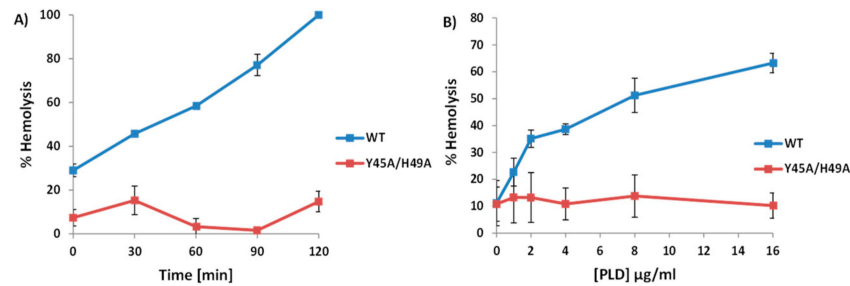 A)
% Hemolysis
100
80
60
40
20
0
0 30 60 90 120
Time [min]
WT
Y45A/H49A
B)
% Hemolysis
80
70
60
50
40
30
20
10
0
0 2 4 6 8 10 12 14 16
[PLD] µg/ml
WT
Y45A/H49A